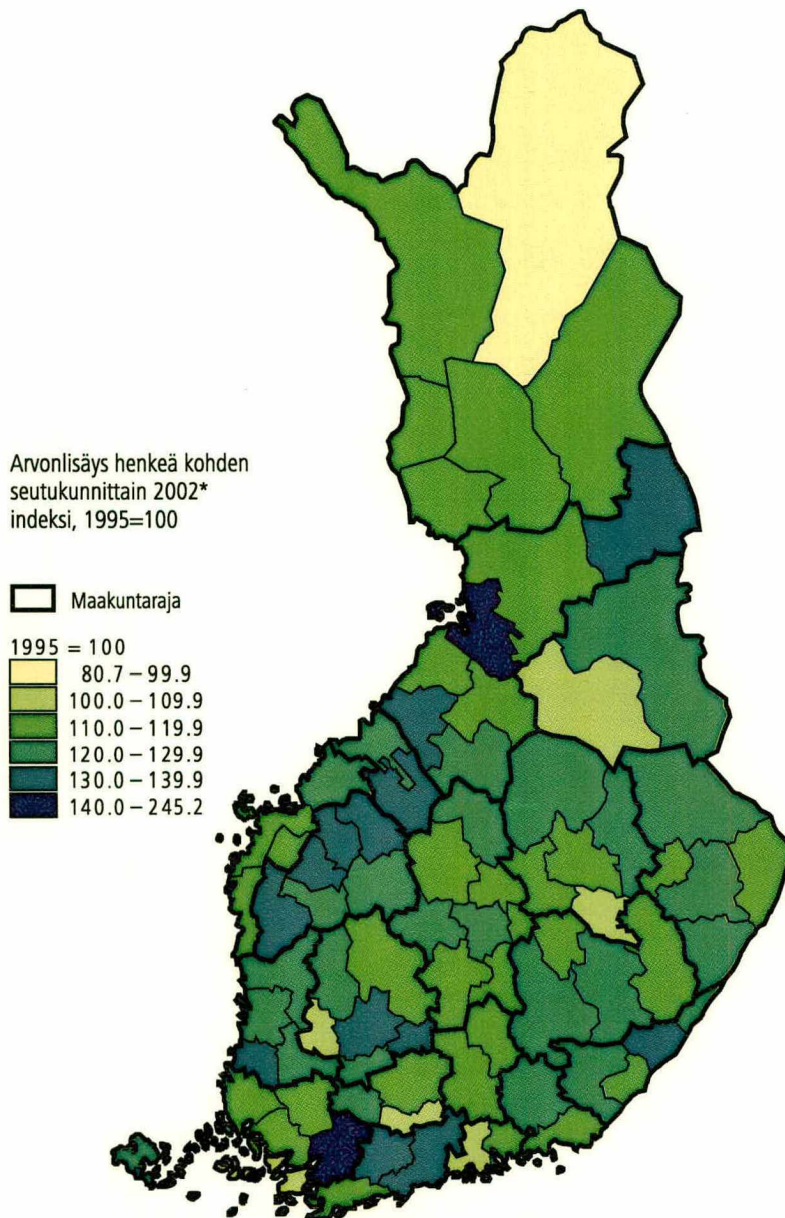 Arvonlisäys henkeä kohden
seutukunnittain 2002*
indeksi, 1995=100
Maakuntaraja
1995 = 100
80.7 – 99.9
100.0 – 109.9
110.0 – 119.9
120.0 – 129.9
130.0 – 139.9
140.0 – 245.2